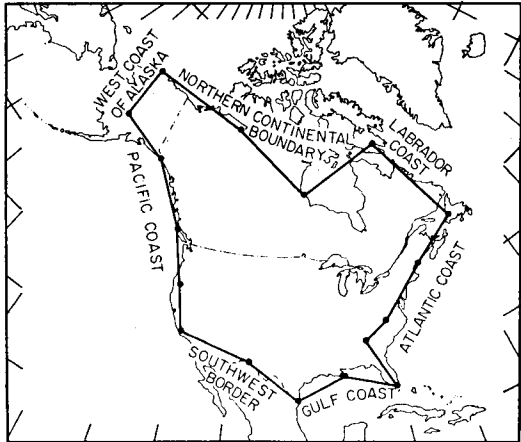 WEST COAST
OF ALASKA
NORTHERN CONTINENTAL
BOUNDARY
LABRADOR
COAST
PACIFIC COAST
ATLANTIC COAST
SOUTHWEST
BORDER
GULF COAST